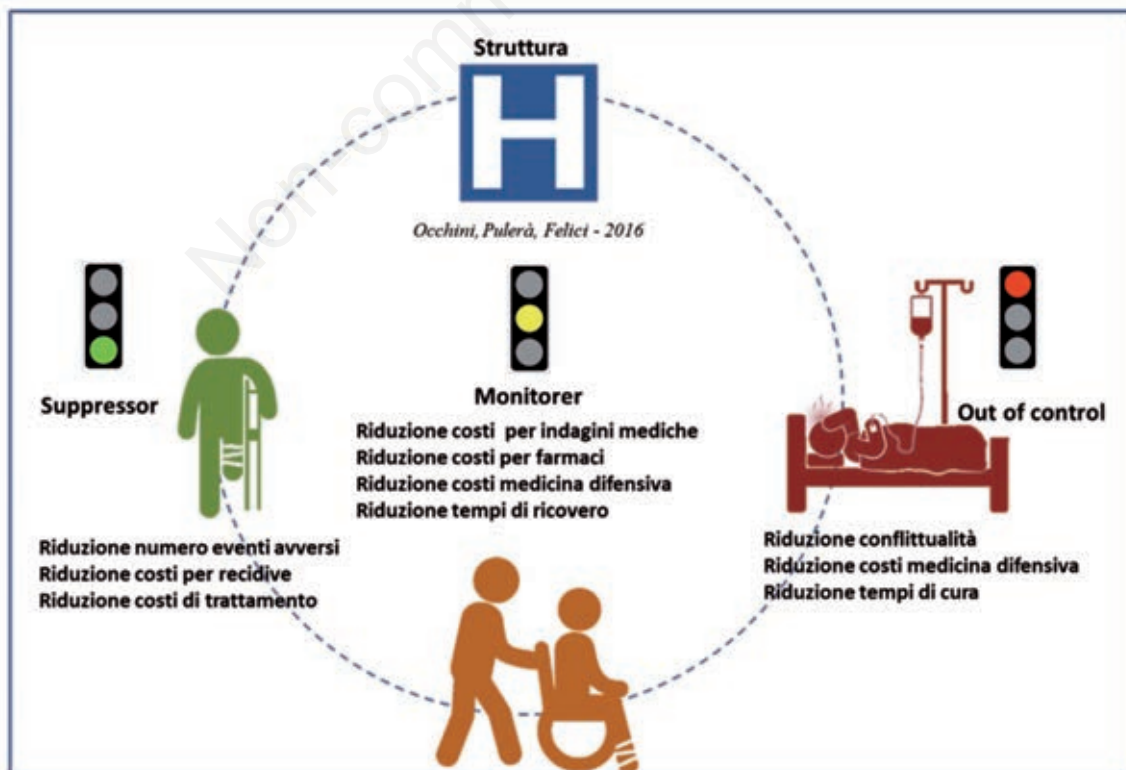 Struttura
H
Occhini, Pulerà, Felici - 2016
Suppressor
Monitorer
Out of control
Riduzione costi per indagini mediche
Riduzione costi per farmaci
Riduzione costi medicina difensiva
Riduzione tempi di ricovero
Riduzione numero eventi avversi
Riduzione costi per recidive
Riduzione costi di trattamento
Riduzione conflittualità
Riduzione costi medicina difensiva
Riduzione tempi di cura